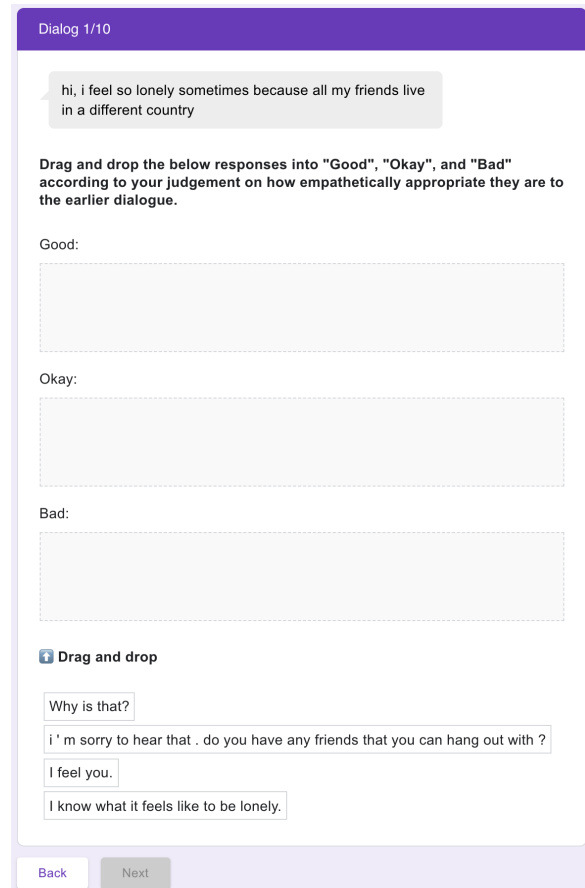 Dialog 1/10
hi, i feel so lonely sometimes because all my friends live
in a different country
Drag and drop the below responses into "Good", "Okay", and "Bad"
according to your judgement on how empathetically appropriate they are to
the earlier dialogue.
Good:
Okay:
Bad:
⬆️ Drag and drop
Why is that?
i ' m sorry to hear that . do you have any friends that you can hang out with ?
I feel you.
I know what it feels like to be lonely.
Back
Next